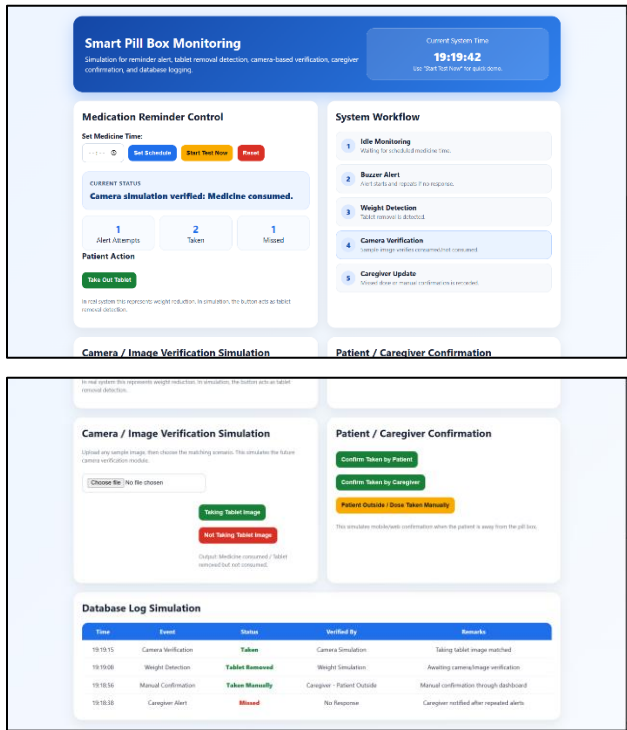 Smart Pill Box Monitoring
Simulation for reminder alert, tablet removal detection, camera-based verification, caregiver
confirmation, and database logging.
Current System Time
19:19:42
Use "Start Test Now" for quick demo.
Medication Reminder Control
Set Medicine Time:
--:--
Set Schedule
Start Test Now
Reset
CURRENT STATUS
Camera simulation verified: Medicine consumed.
1
Alert Attempts
2
Taken
1
Missed
Patient Action
Take Out Tablet
In real system this represents weight reduction. In simulation, the button acts as tablet
removal detection.
System Workflow
1
Idle Monitoring
Waiting for scheduled medicine time.
2
Buzzer Alert
Alert starts and repeats if no response.
3
Weight Detection
Tablet removal is detected.
4
Camera Verification
Sample image verifies consumed/not consumed.
5
Caregiver Update
Missed dose or manual confirmation is recorded.
Camera / Image Verification Simulation
Patient / Caregiver Confirmation
In real system this represents weight reduction. In simulation, the button acts as tablet
removal detection.
Camera / Image Verification Simulation
Upload any sample image, then choose the matching scenario. This simulates the future
camera verification module.
Choose file No file chosen
Taking Tablet Image
Not Taking Tablet Image
Output: Medicine consumed / Tablet
removed but not consumed.
Patient / Caregiver Confirmation
Confirm Taken by Patient
Confirm Taken by Caregiver
Patient Outside / Dose Taken Manually
This simulates mobile/web confirmation when the patient is away from the pill box.
Database Log Simulation
Time Event Status Verified By Remarks
19:19:15 Camera Verification Taken Camera Simulation Taking tablet image matched
19:19:08 Weight Detection Tablet Removed Weight Simulation Awaiting camera/image verification
19:18:56 Manual Confirmation Taken Manually Caregiver - Patient Outside Manual confirmation through dashboard
19:18:38 Caregiver Alert Missed No Response Caregiver notified after repeated alerts